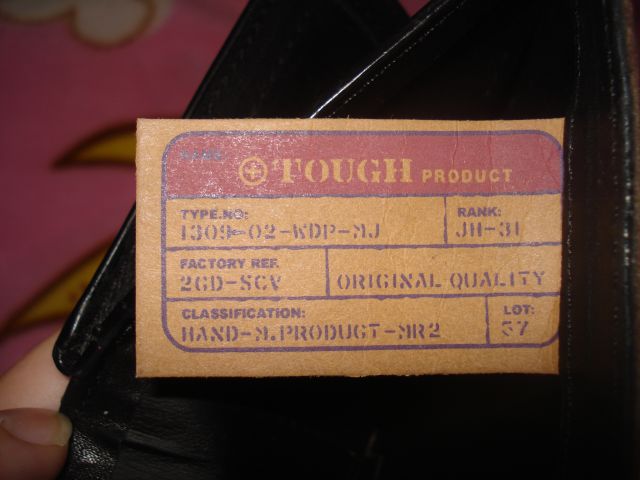 NAME
TOUGH PRODUCT
TYPE.NO: RANK:
1309-02-WDP-MJ JH-31
FACTORY REF.
2GD-SCV ORIGINAL QUALITY
CLASSIFICATION: LOT:
HAND-M.PRODUCT-MR2 57